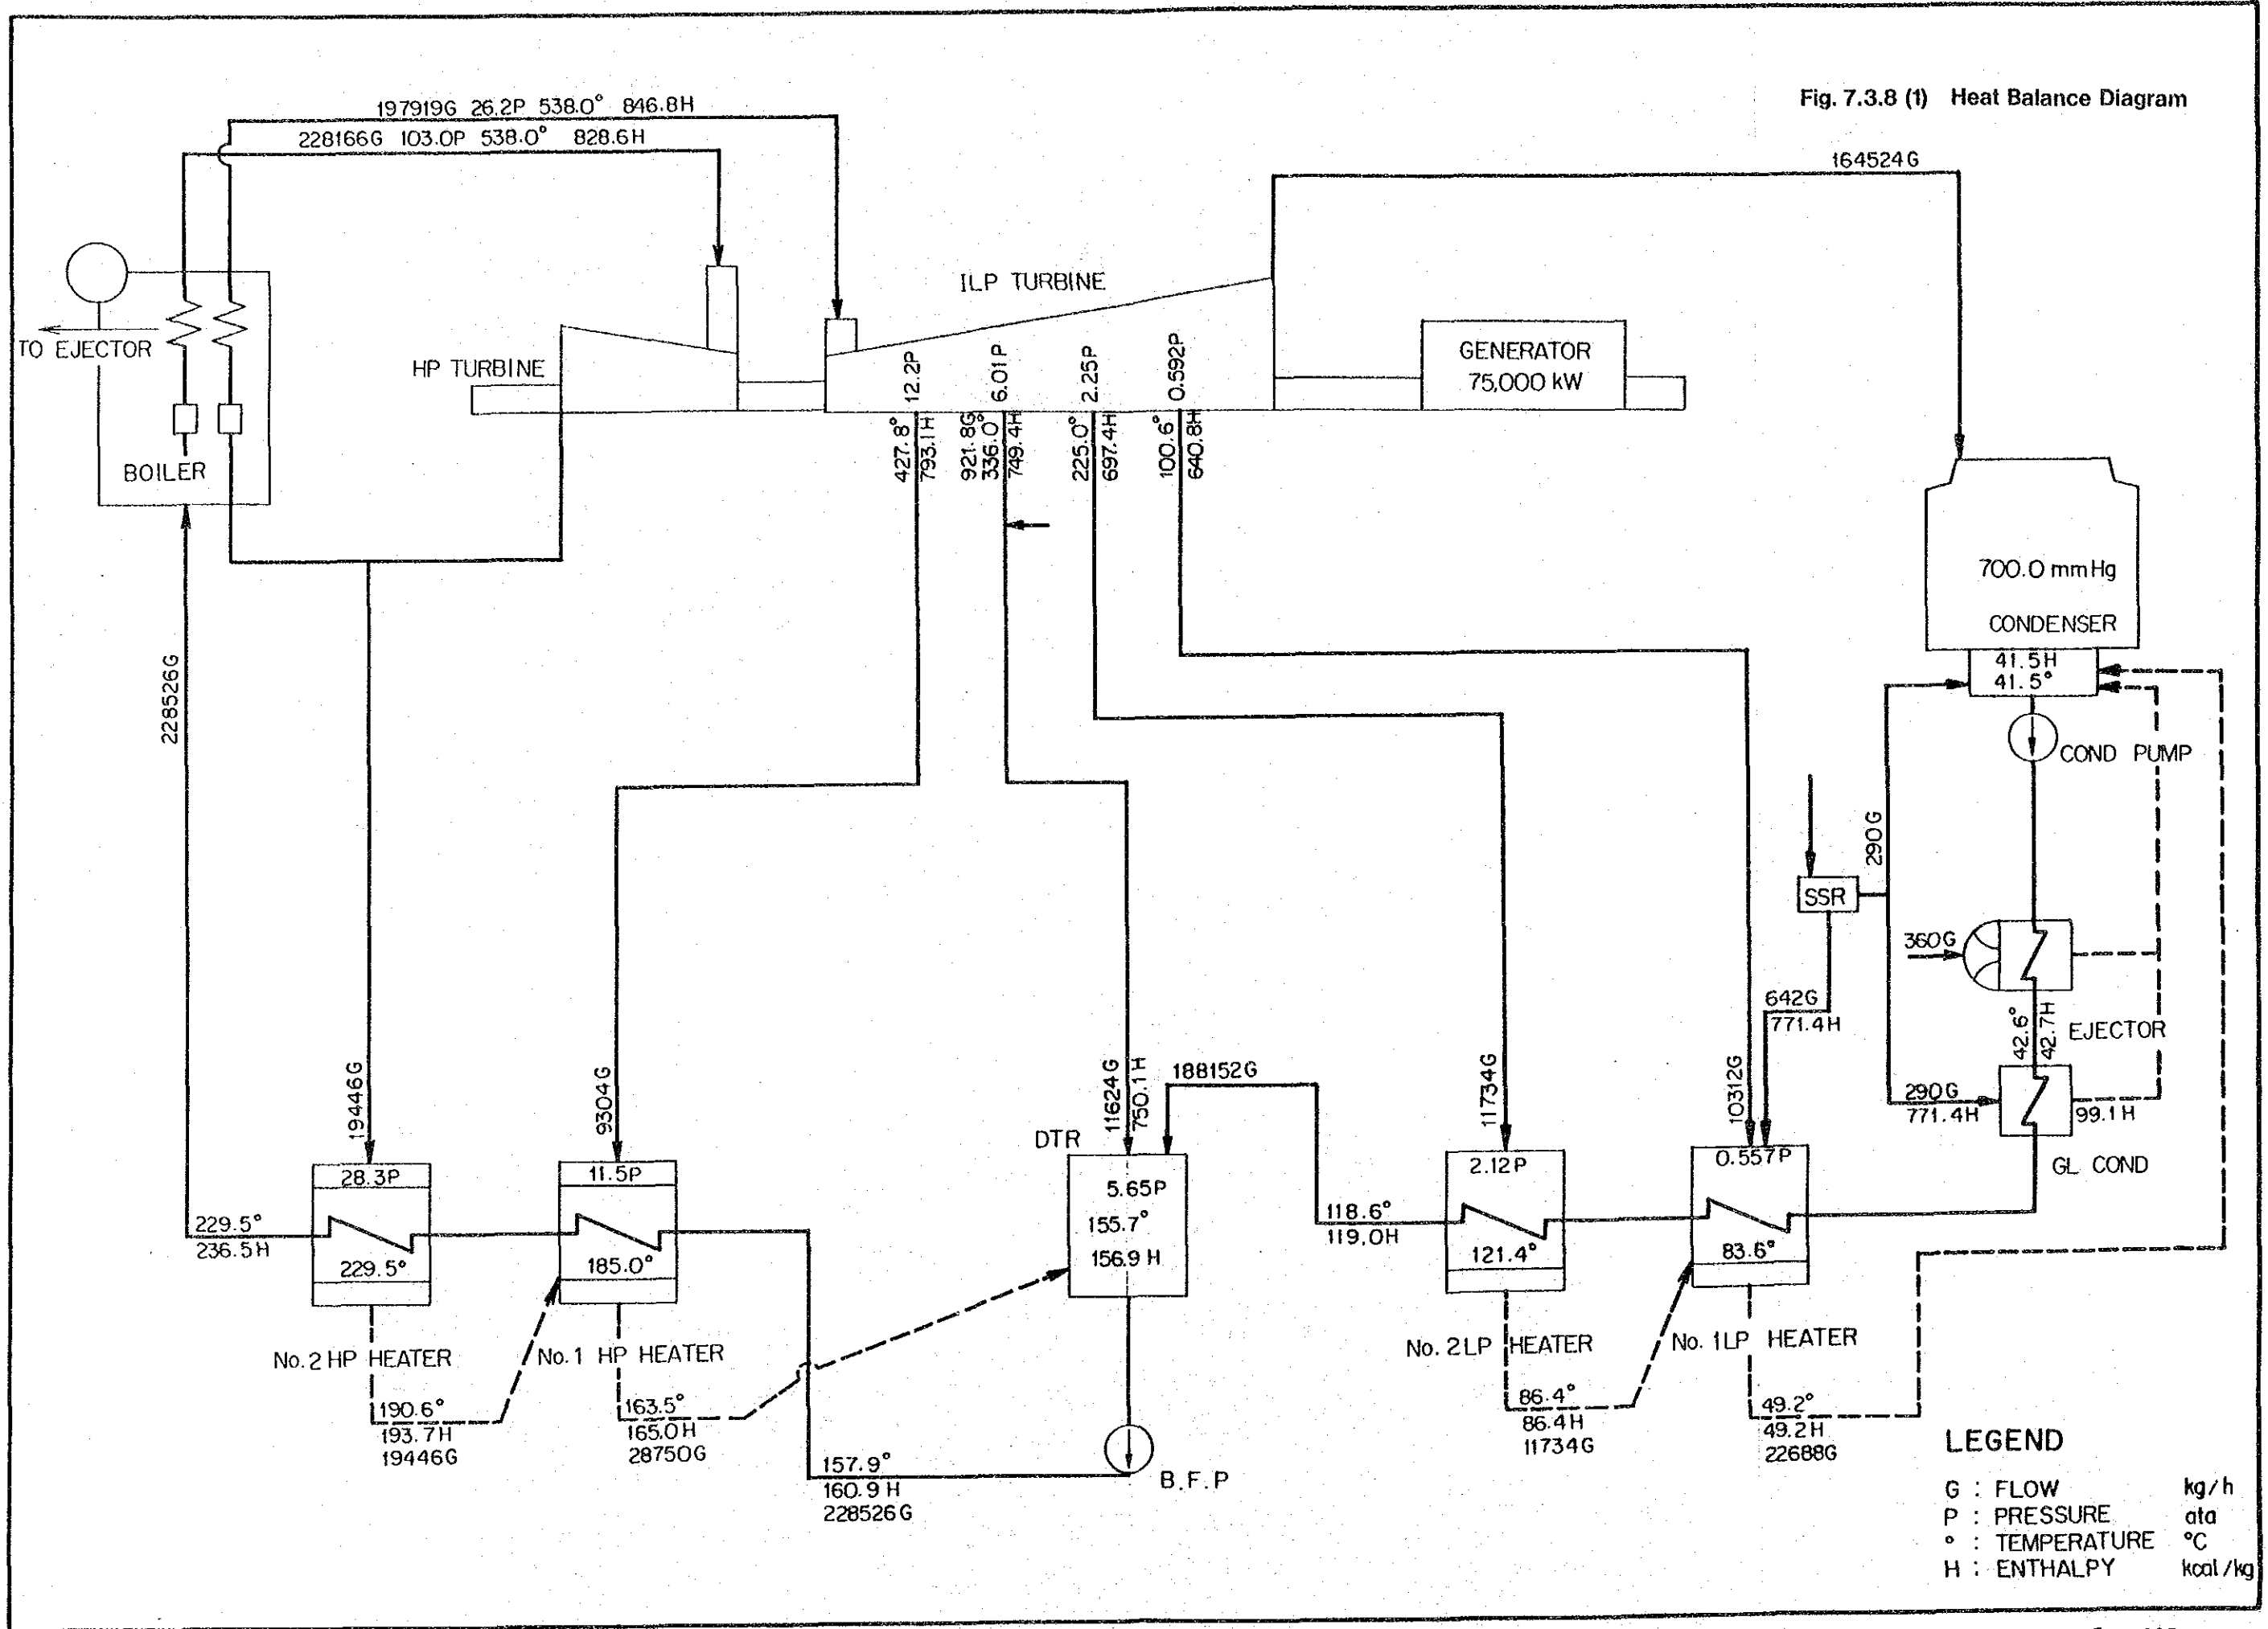 Fig. 7.3.8 (1) Heat Balance Diagram
197919G 26.2P 538.0° 846.8H
228166G 103.0P 538.0° 828.6H
164524G
TO EJECTOR
BOILER
HP TURBINE
ILP TURBINE
GENERATOR
75,000 kW
12.2P
6.01P
2.25P
0.592P
427.8°
793.1H
921.8G
336.0°
749.4H
225.0°
697.4H
100.6°
640.8H
700.0 mmHg
CONDENSER
41.5H
41.5°
COND PUMP
228526G
290G
SSR
360G
642G
771.4H
42.6°
42.7H
EJECTOR
290G
771.4H
99.1H
GL COND
19446G
9304G
11624G
750.1H
188152G
11734G
10312G
DTR
28.3P
11.5P
5.65P
155.7°
156.9 H
2.12P
0.557P
229.5°
236.5H
229.5°
185.0°
118.6°
119.0H
121.4°
83.6°
No.2 HP HEATER
No.1 HP HEATER
No.2 LP HEATER
No.1 LP HEATER
190.6°
193.7H
19446G
163.5°
165.0H
28750G
157.9°
160.9 H
228526G
B.F.P
86.4°
86.4H
11734G
49.2°
49.2H
22688G
LEGEND
G : FLOW kg/h
P : PRESSURE ata
° : TEMPERATURE °C
H : ENTHALPY kcal/kg